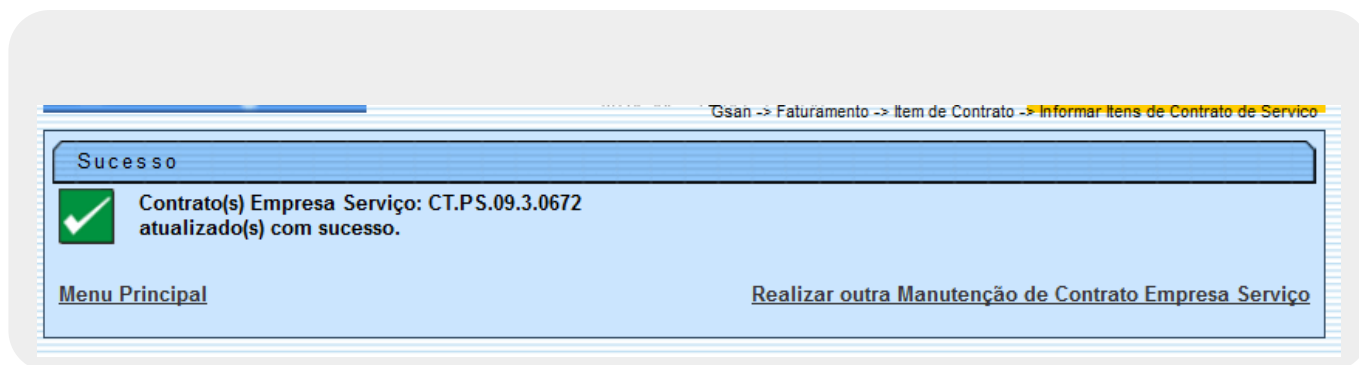 Gsan -> Faturamento -> Item de Contrato -> Informar Itens de Contrato de Servico
Sucesso
Contrato(s) Empresa Serviço: CT.PS.09.3.0672
atualizado(s) com sucesso.
Menu Principal
Realizar outra Manutenção de Contrato Empresa Serviço